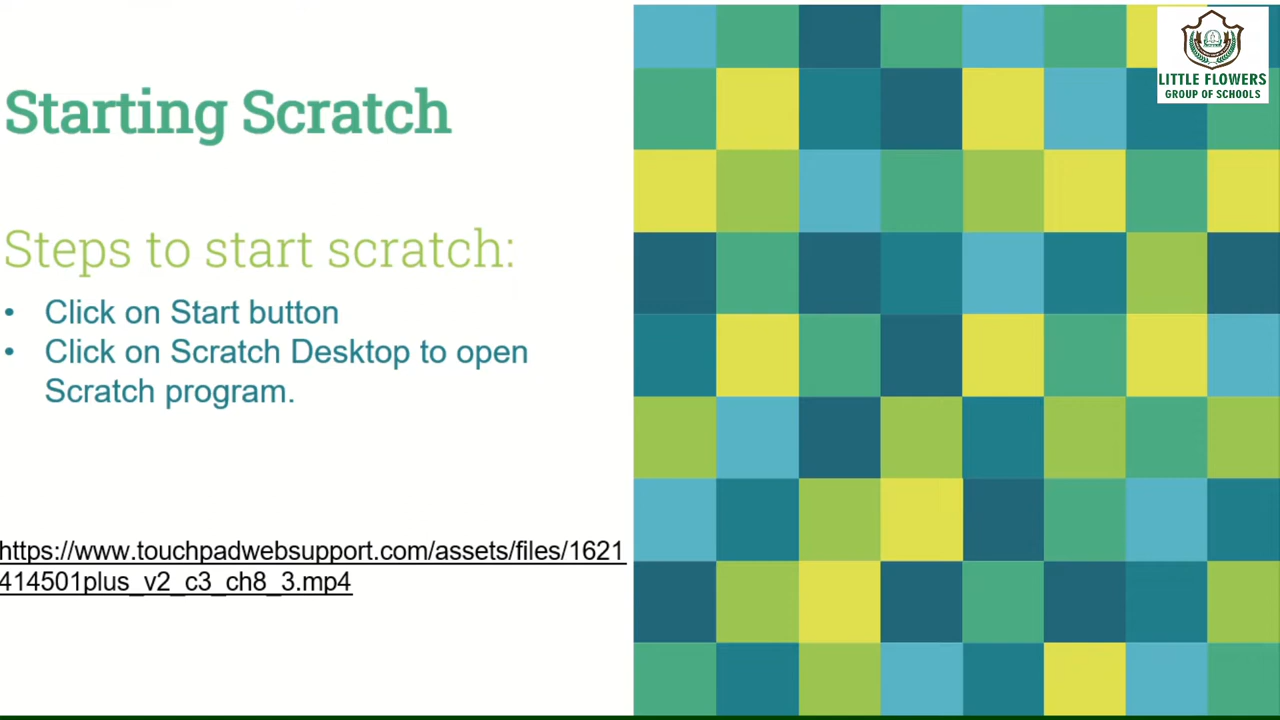 LITTLE FLOWERS
GROUP OF SCHOOLS
Starting Scratch
Steps to start scratch:
• Click on Start button
• Click on Scratch Desktop to open
Scratch program.
https://www.touchpadwebsupport.com/assets/files/1621
414501plus_v2_c3_ch8_3.mp4